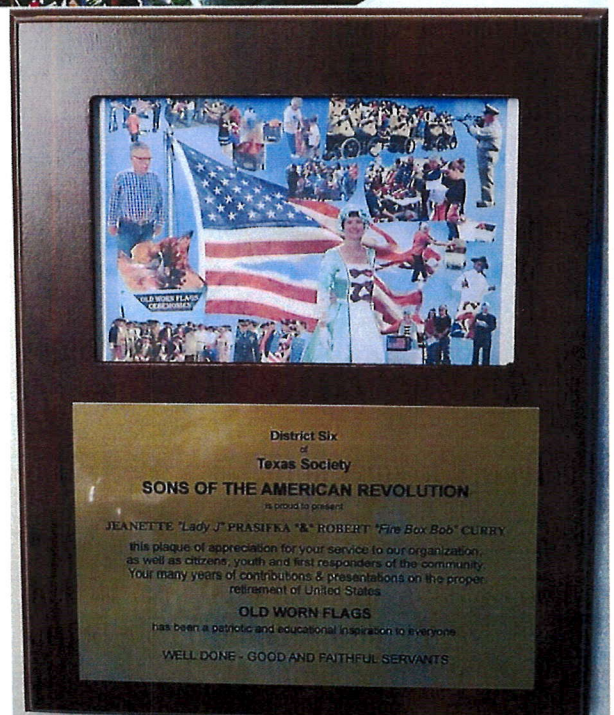 OLD WORN FLAGS
CEREMONIES
District Six
of
Texas Society
SONS OF THE AMERICAN REVOLUTION
is proud to present
JEANETTE "Lady J" PRASIFKA "&" ROBERT "Fire Box Bob" CURRY
this plaque of appreciation for your service to our organization,
as well as citizens, youth and first responders of the community.
Your many years of contributions & presentations on the proper
retirement of United States
OLD WORN FLAGS
has been a patriotic and educational inspiration to everyone.
WELL DONE - GOOD AND FAITHFUL SERVANTS